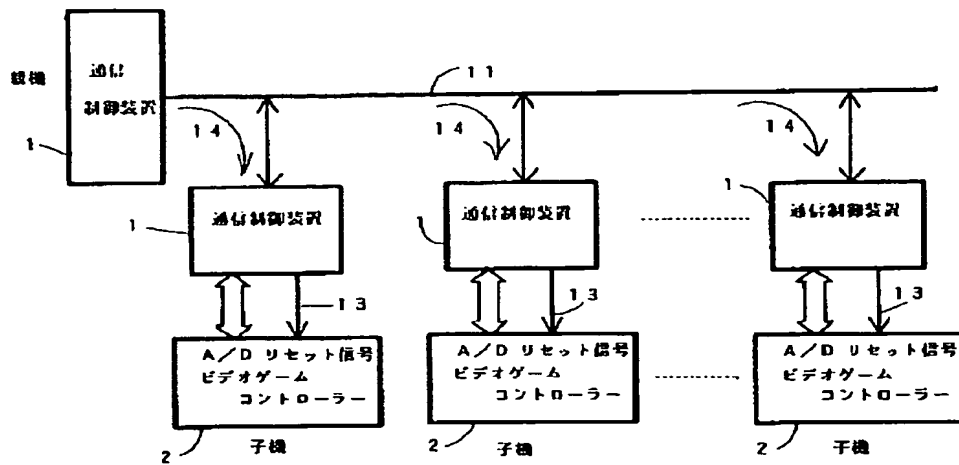 親機
通信
制御装置
1
11
14
14
14
1
通信制御装置
1
通信制御装置
1
通信制御装置
13
13
13
A/D リセット信号
ビデオゲーム
コントローラー
A/D リセット信号
ビデオゲーム
コントローラー
A/D リセット信号
ビデオゲーム
コントローラー
2
子機
2
子機
2
子機